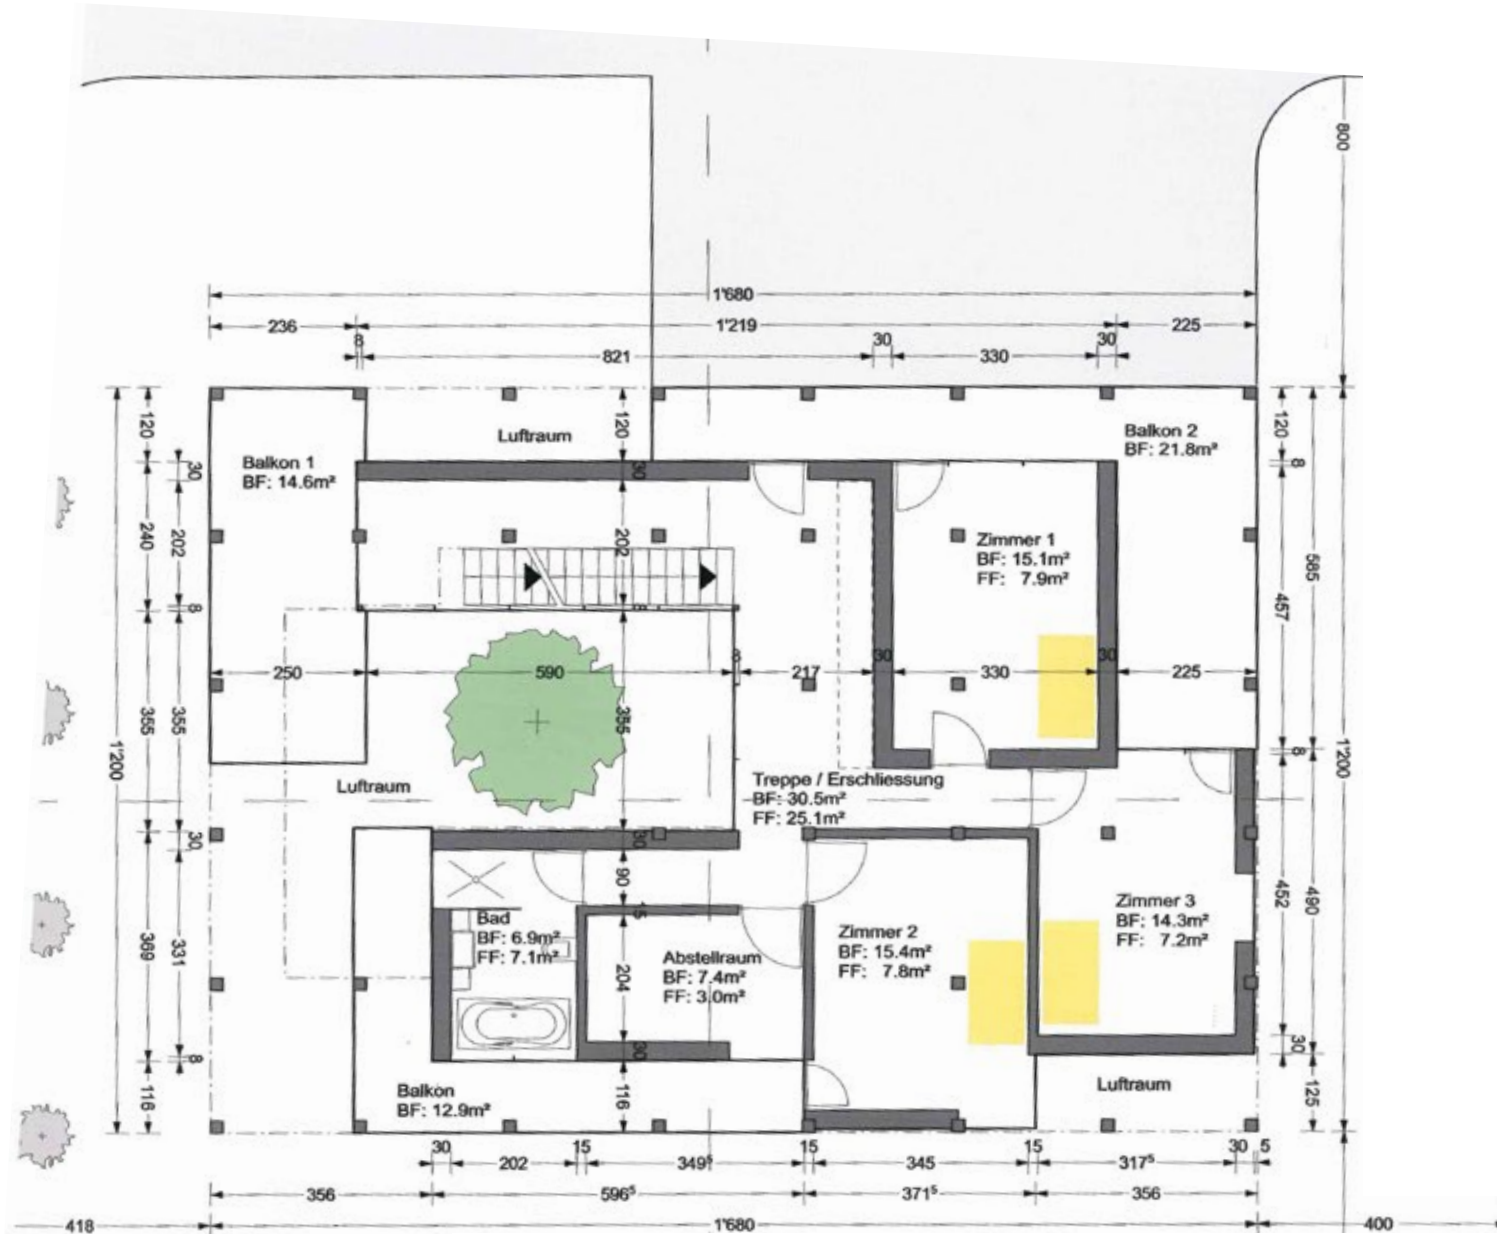 800
1'680
236
1'219
225
8
821
30
330
30
120
120
Luftraum
120
Balkon 2
BF: 21.8m²
120
30
Balkon 1
BF: 14.6m²
30
8
240
202
202
Zimmer 1
BF: 15.1m²
FF: 7.9m²
585
457
8
250
590
8
217
30
330
30
225
355
355
355
1'200
8
1'200
Luftraum
Treppe / Erschliessung
BF: 30.5m²
FF: 25.1m²
30
30
90
15
369
331
Bad
BF: 6.9m²
FF: 7.1m²
Abstellraum
BF: 7.4m²
FF: 3.0m²
204
Zimmer 2
BF: 15.4m²
FF: 7.8m²
Zimmer 3
BF: 14.3m²
FF: 7.2m²
452
490
8
30
30
116
Balkon
BF: 12.9m²
116
Luftraum
125
30
202
15
349⁵
15
345
15
317⁵
30
5
356
596⁵
371⁵
356
418
1'680
400